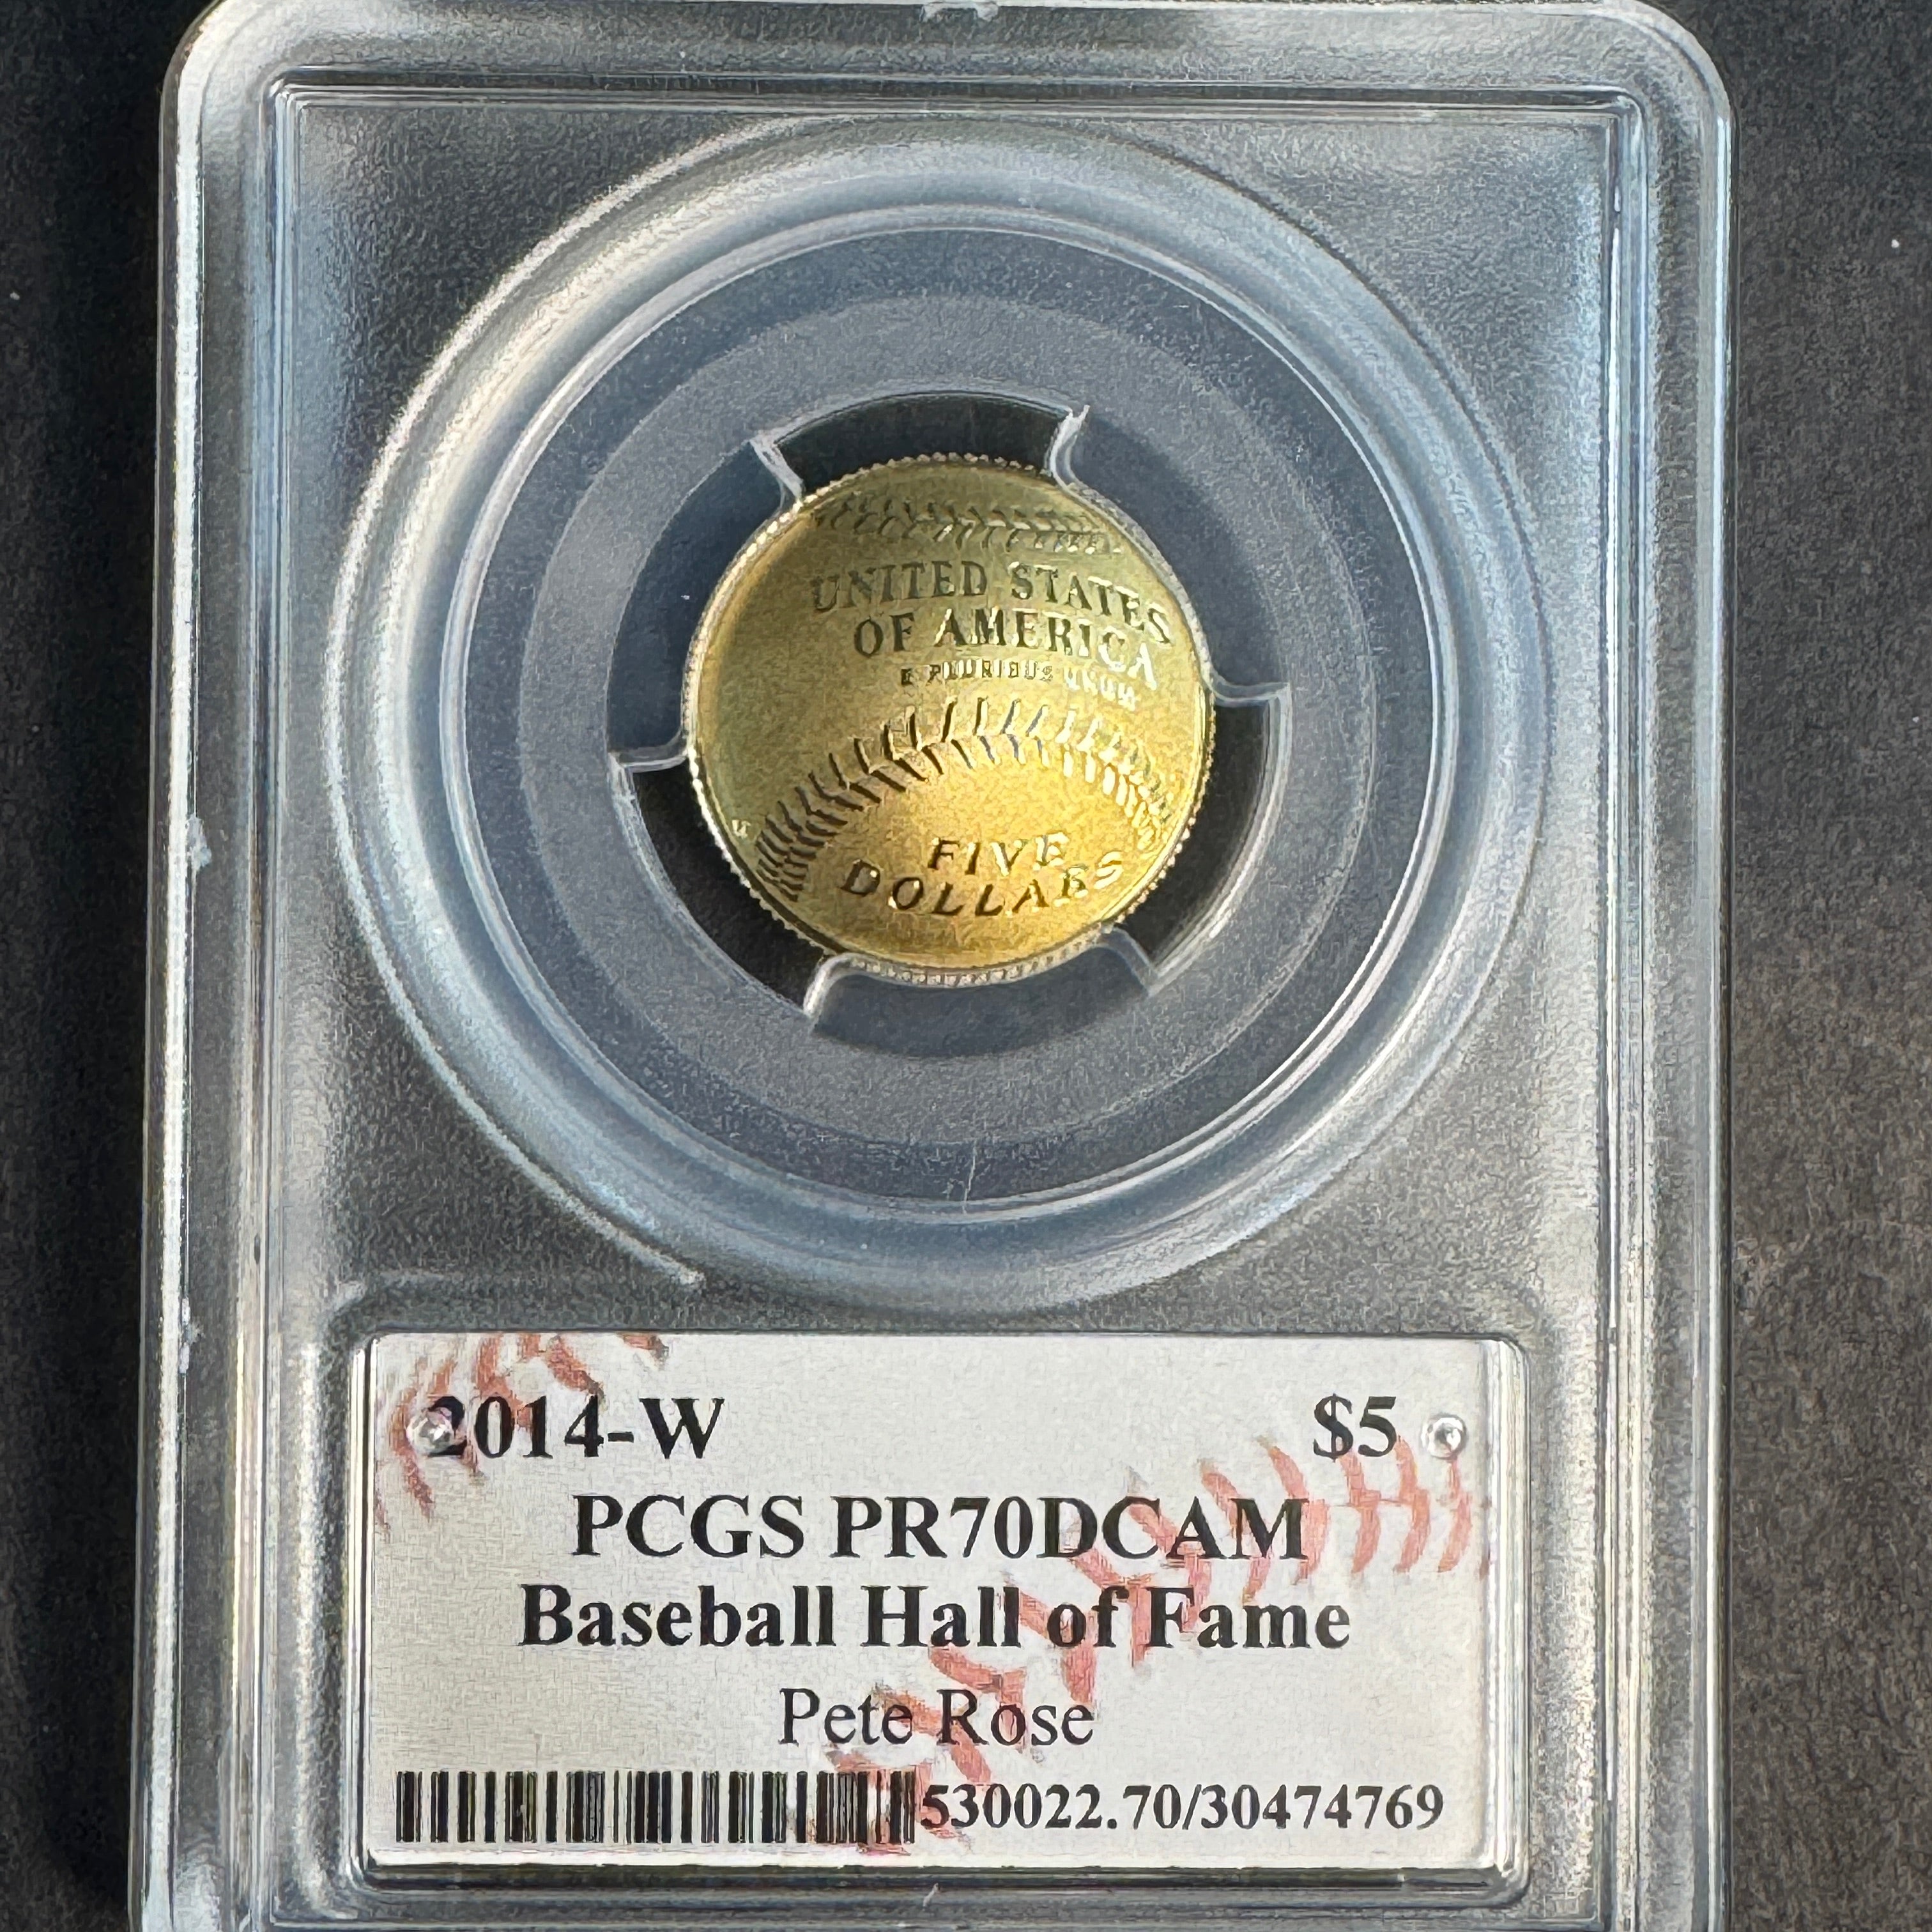 UNITED STATES
OF AMERICA
E PLURIBUS UNUM
W
FIVE
DOLLARS
2014-W $5
PCGS PR70DCAM
Baseball Hall of Fame
Pete Rose
530022.70/30474769